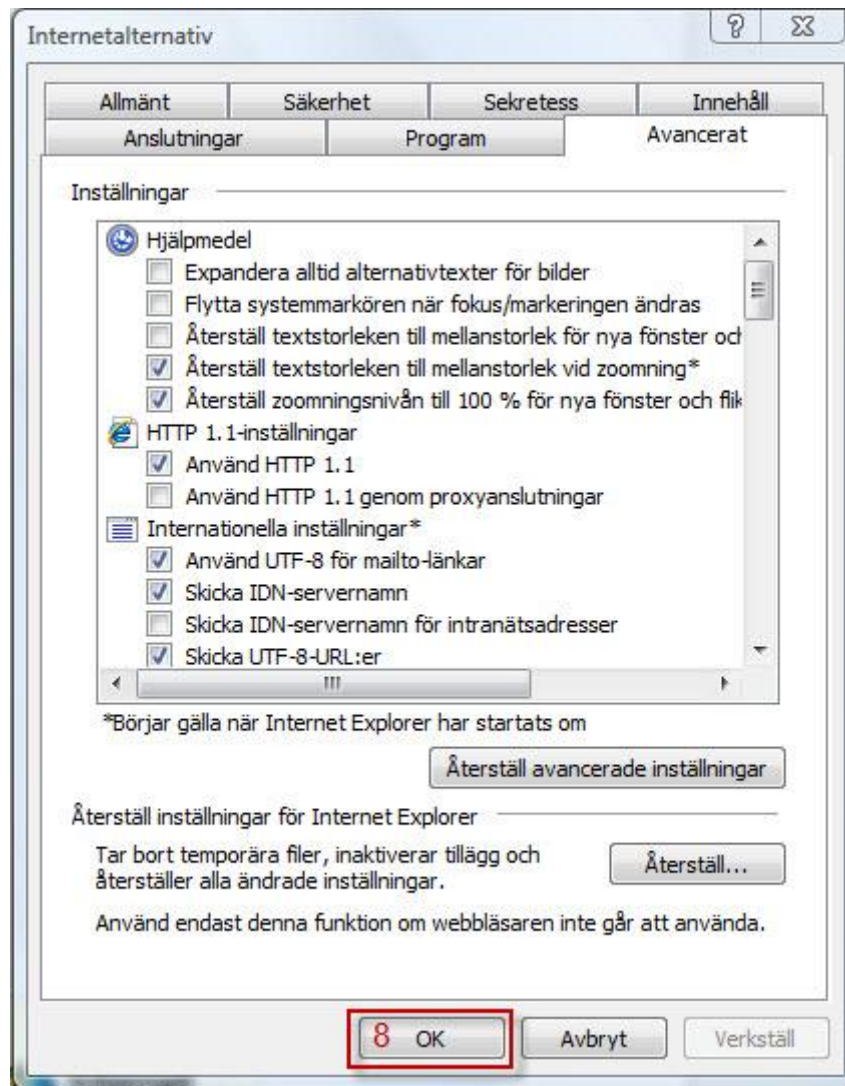 Internetalternativ
Allmänt Säkerhet Sekretess Innehåll
Anslutningar Program Avancerat
Inställningar
Hjälpmedel
Expandera alltid alternativtexter för bilder
Flytta systemmarkören när fokus/markeringen ändras
Återställ textstorleken till mellanstorlek för nya fönster och
Återställ textstorleken till mellanstorlek vid zoomning*
Återställ zoomningsnivån till 100 % för nya fönster och flik
HTTP 1.1-inställningar
Använd HTTP 1.1
Använd HTTP 1.1 genom proxyanslutningar
Internationella inställningar*
Använd UTF-8 för mailto-länkar
Skicka IDN-servernamn
Skicka IDN-servernamn för intranätsadresser
Skicka UTF-8-URL:er
*Börjar gälla när Internet Explorer har startats om
Återställ avancerade inställningar
Återställ inställningar för Internet Explorer
Tar bort temporära filer, inaktiverar tillägg och
återställer alla ändrade inställningar.
Återställ...
Använd endast denna funktion om webbläsaren inte går att använda.
8 OK Avbryt Verkställ